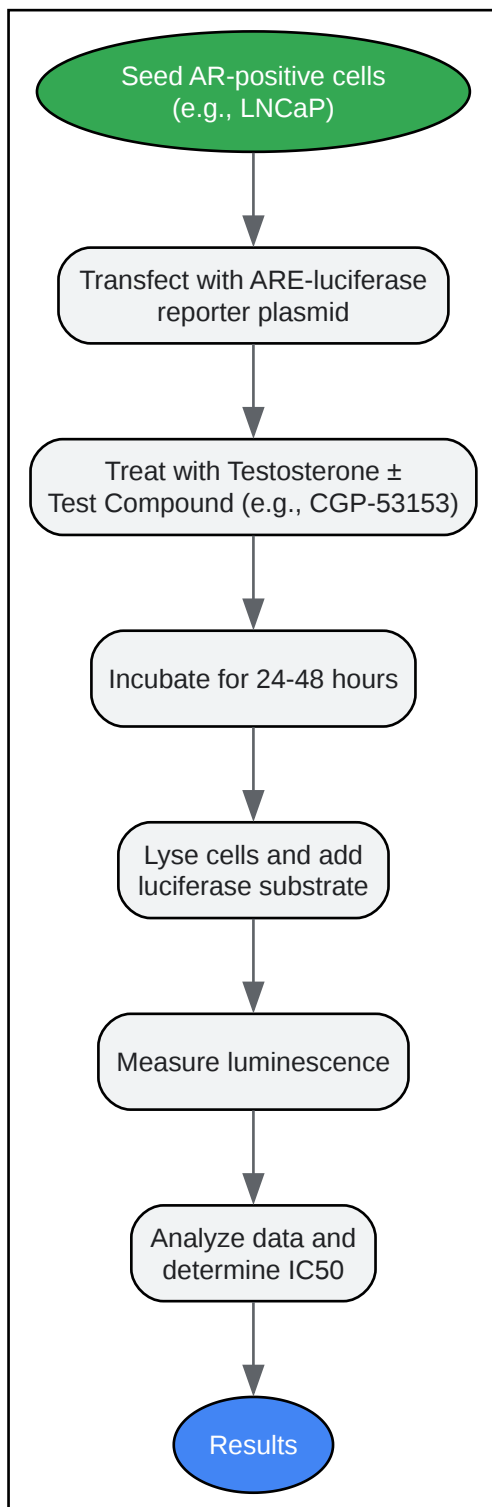 Seed AR-positive cells
(e.g., LNCaP)
Transfect with ARE-luciferase
reporter plasmid
Treat with Testosterone ±
Test Compound (e.g., CGP-53153)
Incubate for 24-48 hours
Lyse cells and add
luciferase substrate
Measure luminescence
Analyze data and
determine IC50
Results